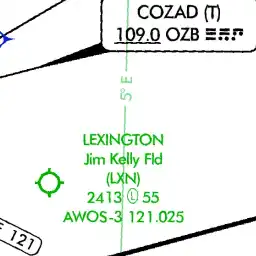 COZAD (T)
109.0 OZB
5° E
LEXINGTON
Jim Kelly Fld
(LXN)
2413 Ⓛ 55
AWOS-3 121.025
121